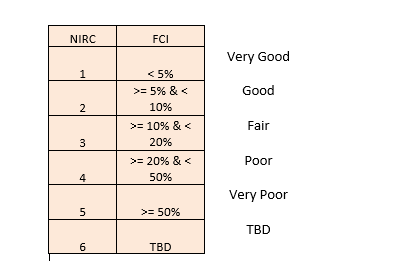 NIRC FCI
Very Good
1 < 5%
Good
>= 5% & <
2 10%
Fair
>= 10% & <
3 20%
Poor
>= 20% & <
4 50%
Very Poor
5 >= 50%
TBD
6 TBD